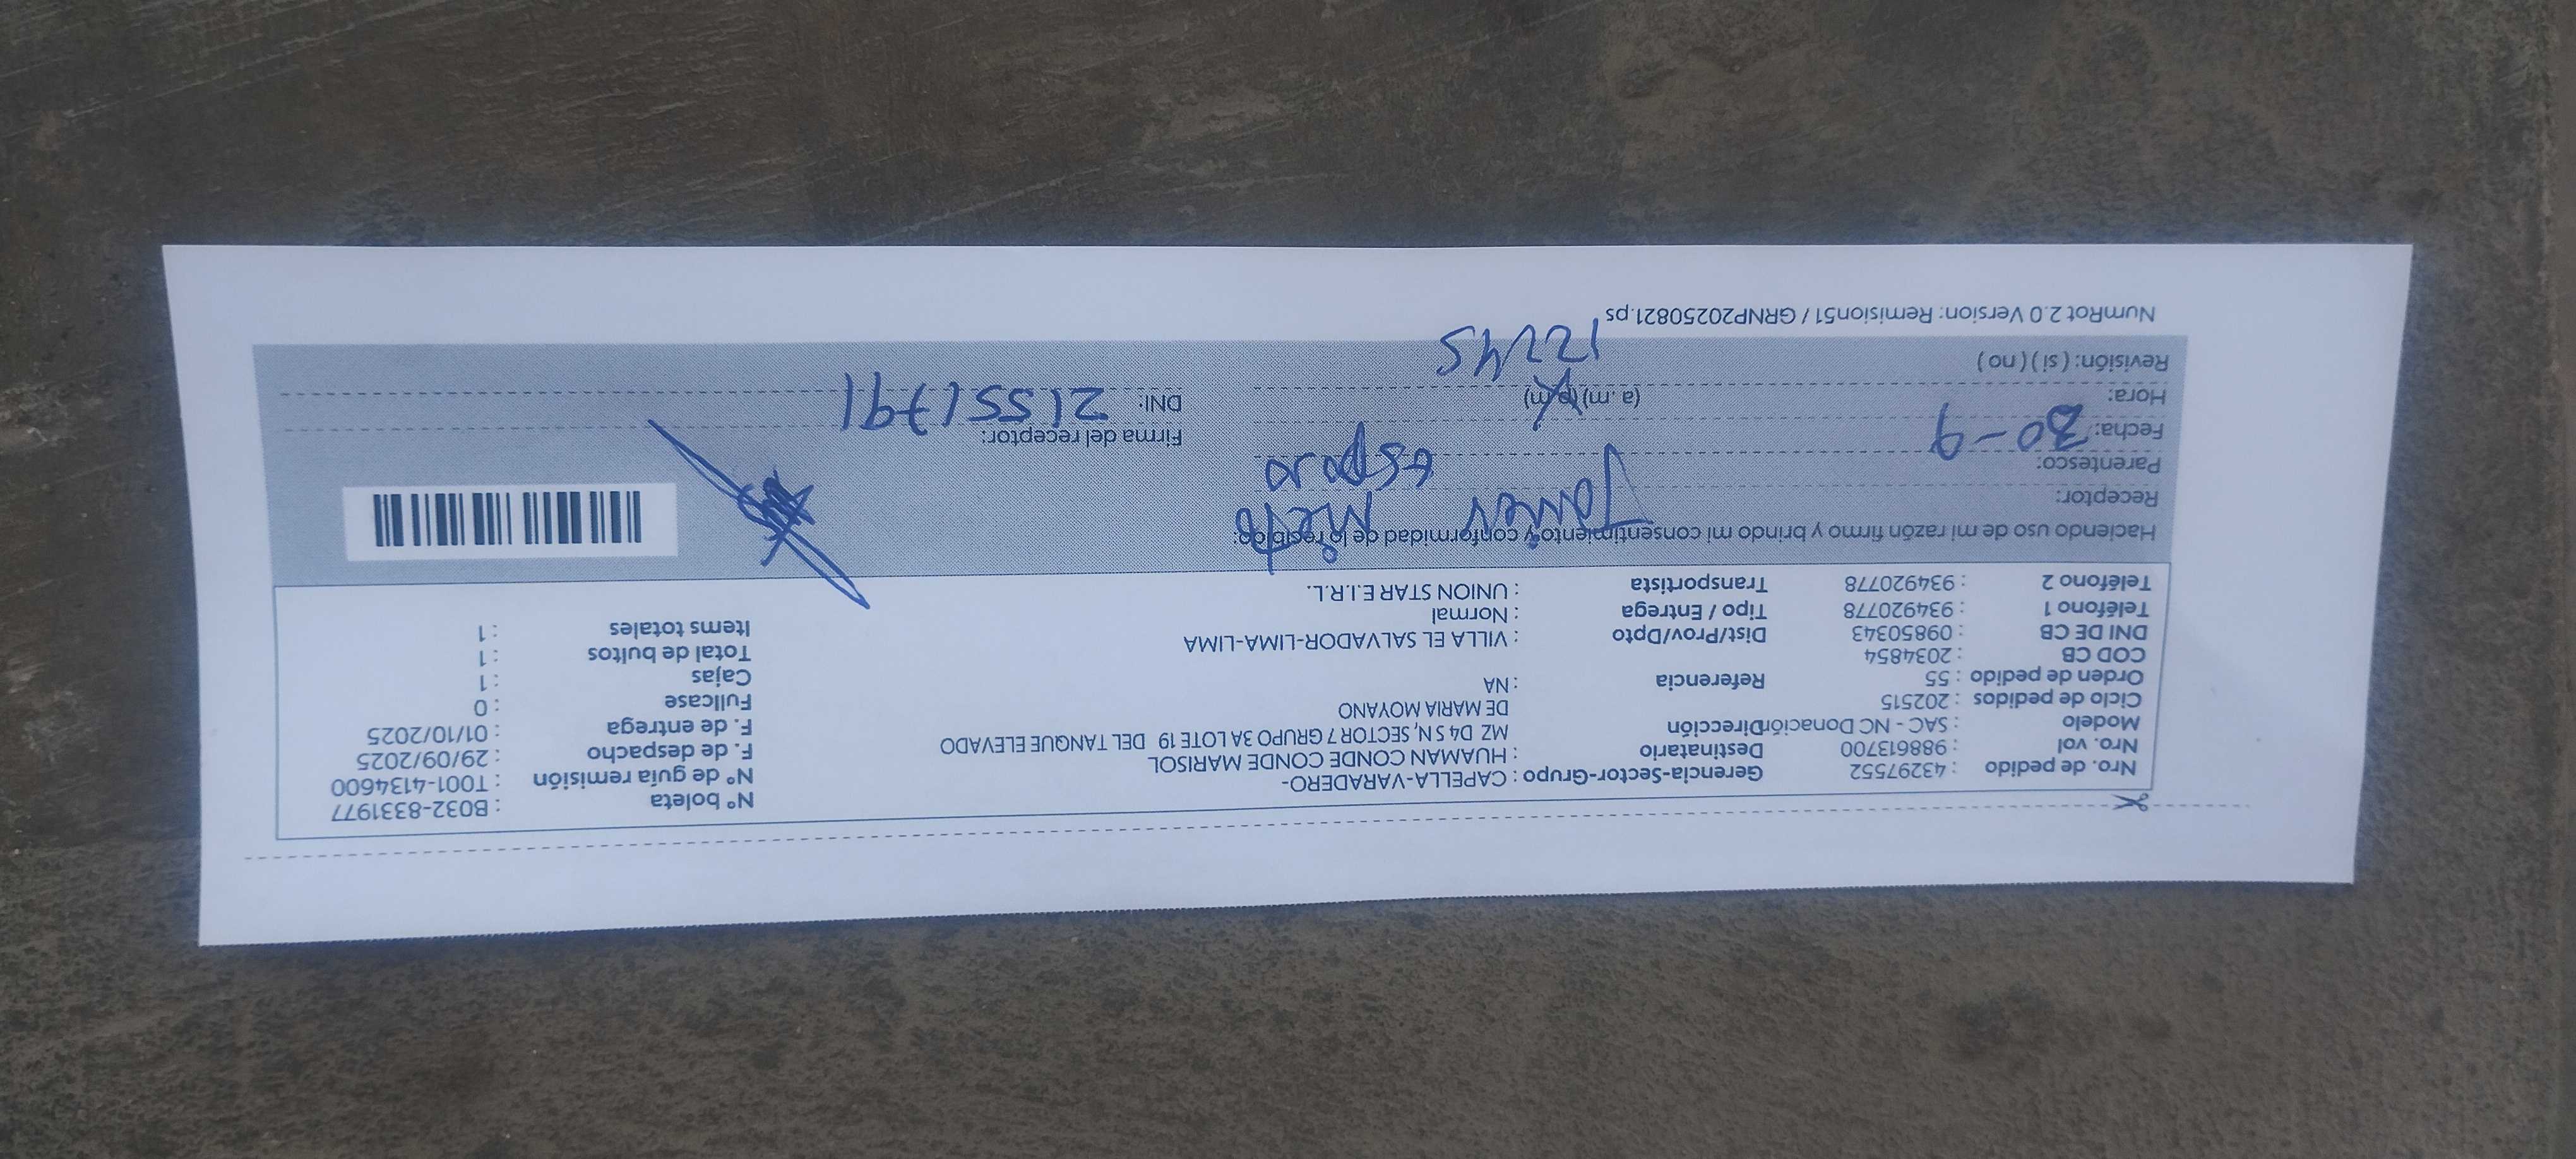 Nro. de pedido : 43297552 Gerencia-Sector-Grupo : CAPELLA-VARADERO- N° boleta : B032-8331977
Nro. vol : 988613700 Destinatario : HUAMAN CONDE CONDE MARISOL N° de guía remisión : T001-4134600
Modelo : SAC - NC Donación Dirección MZ D4 S N, SECTOR 7 GRUPO 3A LOTE 19 DEL TANQUE ELEVADO F. de despacho : 29/09/2025
Ciclo de pedidos : 202515 DE MARIA MOYANO F. de entrega : 01/10/2025
Orden de pedido : 55 Referencia : NA Fullcase : 0
COD CB : 2034854 Cajas : 1
DNI DE CB : 09850343 Dist/Prov/Dpto : VILLA EL SALVADOR-LIMA-LIMA Total de bultos : 1
Teléfono 1 : 934920778 Tipo / Entrega : Normal Items totales : 1
Teléfono 2 : 934920778 Transportista : UNION STAR E.I.R.L.
Haciendo uso de mi razón firmo y brindo mi consentimiento y conformidad de lo recibido:
Receptor: Nieto
Parentesco: esposo
Fecha: 30-9 Firma del receptor:
Hora: (a .m) (p.m) DNI: 21551791
Revisión: ( si ) ( no ) 12245
NumRot 2.0 Version: Remision51 / GRNP20250821.ps